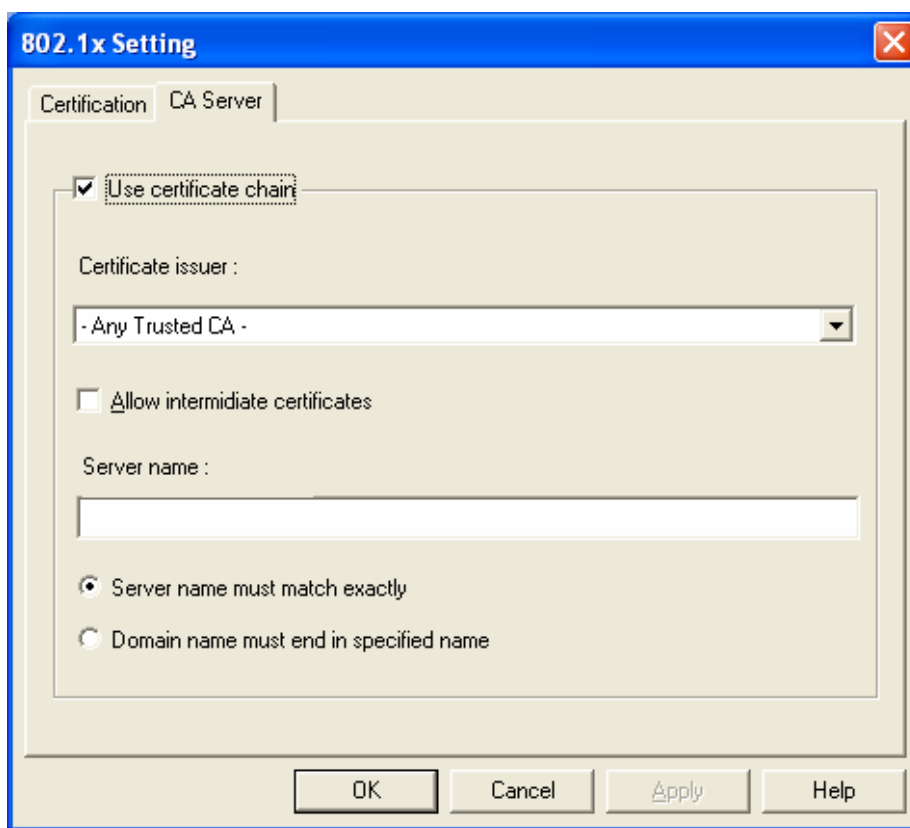 802.1x Setting
Certification
CA Server
Use certificate chain
Certificate issuer :
- Any Trusted CA -
Allow intermidiate certificates
Server name :
Server name must match exactly
Domain name must end in specified name
OK
Cancel
Apply
Help